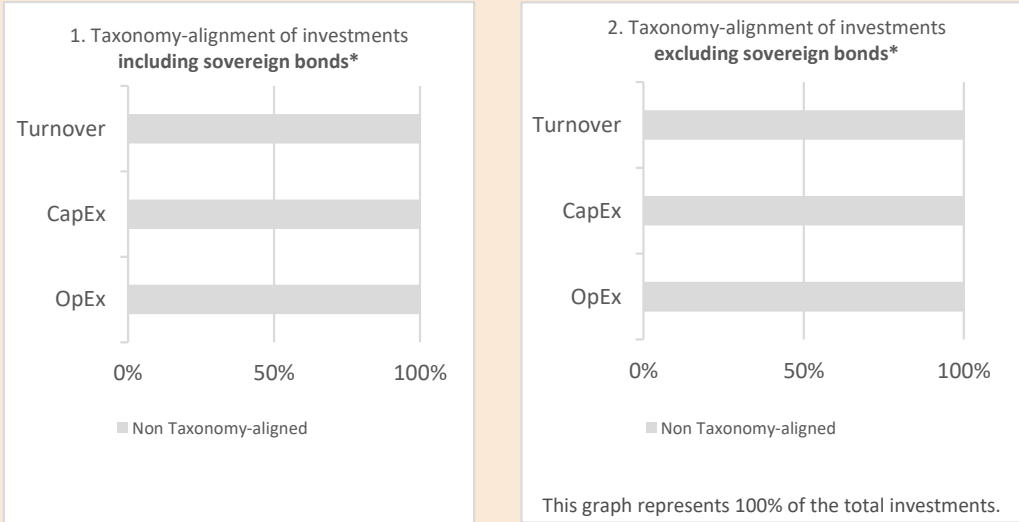 1. Taxonomy-alignment of investments
including sovereign bonds*
Turnover
CapEx
OpEx
0% 50% 100%
Non Taxonomy-aligned
2. Taxonomy-alignment of investments
excluding sovereign bonds*
Turnover
CapEx
OpEx
0% 50% 100%
Non Taxonomy-aligned
This graph represents 100% of the total investments.